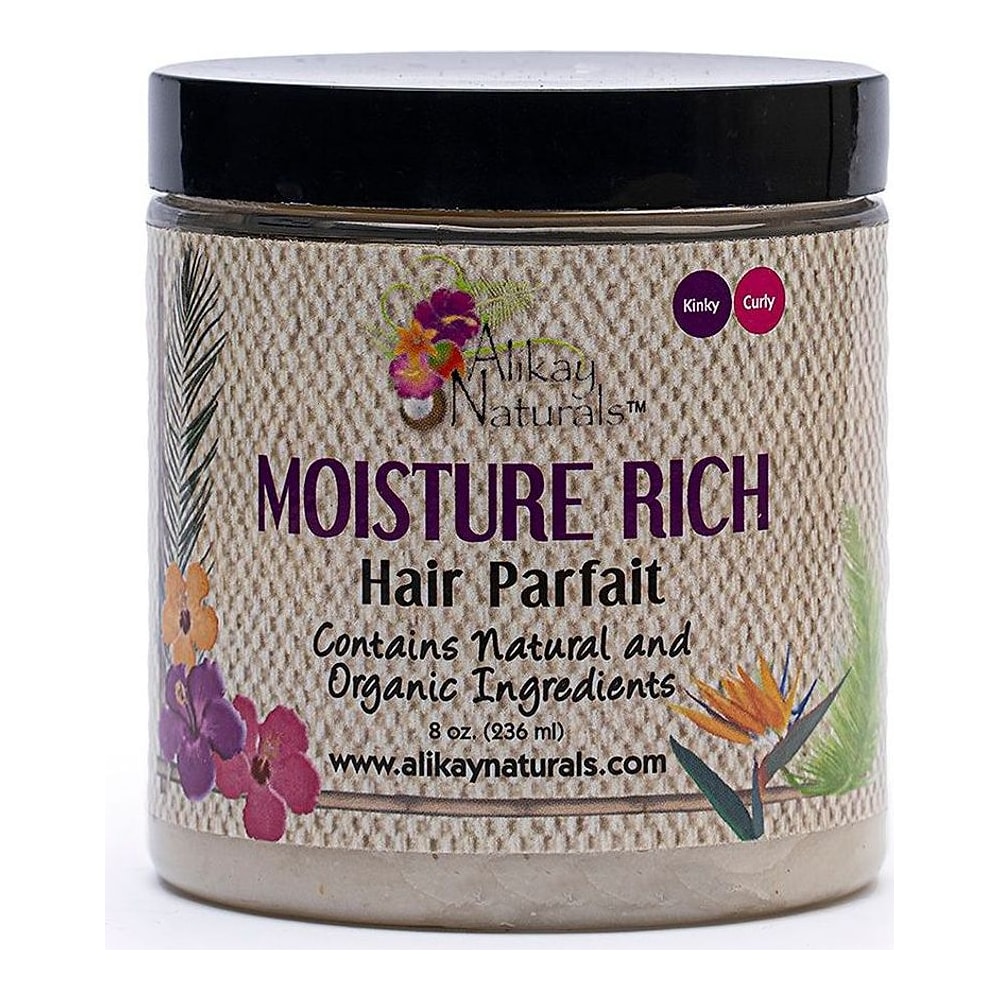 Kinky Curly
Alikay
Naturals™
MOISTURE RICH
Hair Parfait
Contains Natural and
Organic Ingredients
8 oz. (236 ml)
www.alikaynaturals.com